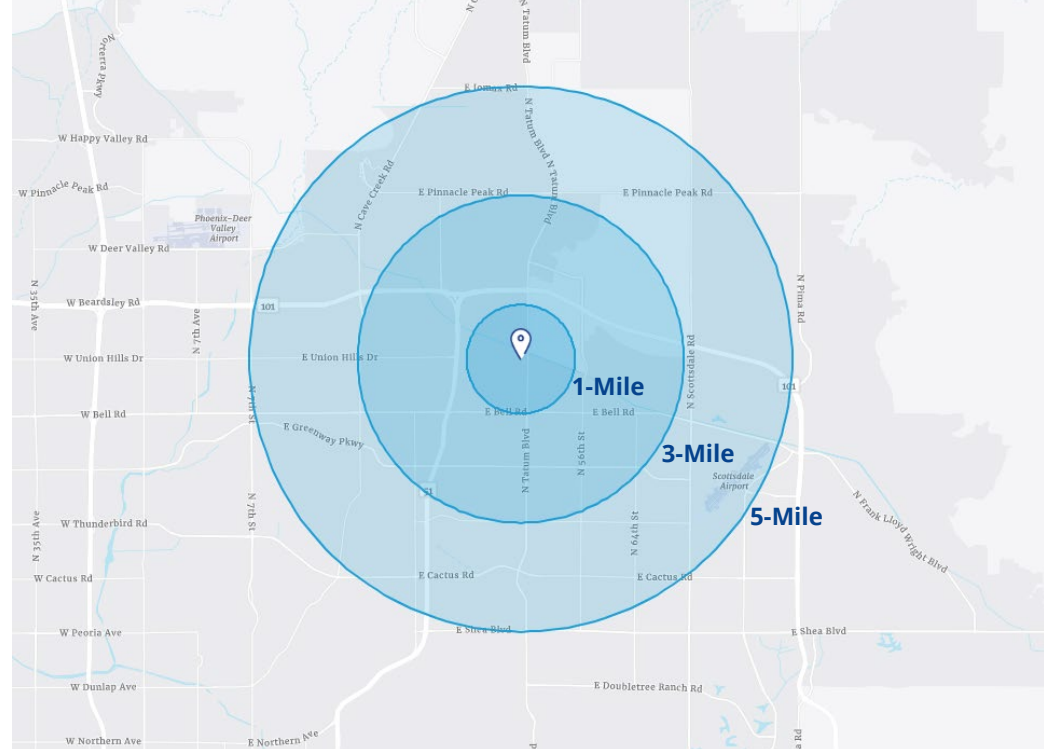 N Tatum Blvd
Norterra Pkwy
E Jomax Rd
W Happy Valley Rd
N Tatum Blvd
N Tatum Blvd
N Cave Creek Rd
W Pinnacle Peak Rd
E Pinnacle Peak Rd
E Pinnacle Peak Rd
Phoenix-Deer
Valley
Airport
W Deer Valley Rd
N 35th Ave
W Beardsley Rd
101
N 7th Ave
N Pima Rd
W Union Hills Dr
E Union Hills Dr
N Scottsdale Rd
1-Mile
101
N 7th St
W Bell Rd
E Bell Rd
E Bell Rd
E Greenway Pkwy
N Tatum Blvd
N 56th St
3-Mile
Scottsdale
Airport
51
N 7th St
5-Mile
N Frank Lloyd Wright Blvd
N 35th Ave
W Thunderbird Rd
N 64th St
W Cactus Rd
E Cactus Rd
E Cactus Rd
W Peoria Ave
E Shea Blvd
E Shea Blvd
W Dunlap Ave
E Doubletree Ranch Rd
W Northern Ave
E Northern Ave